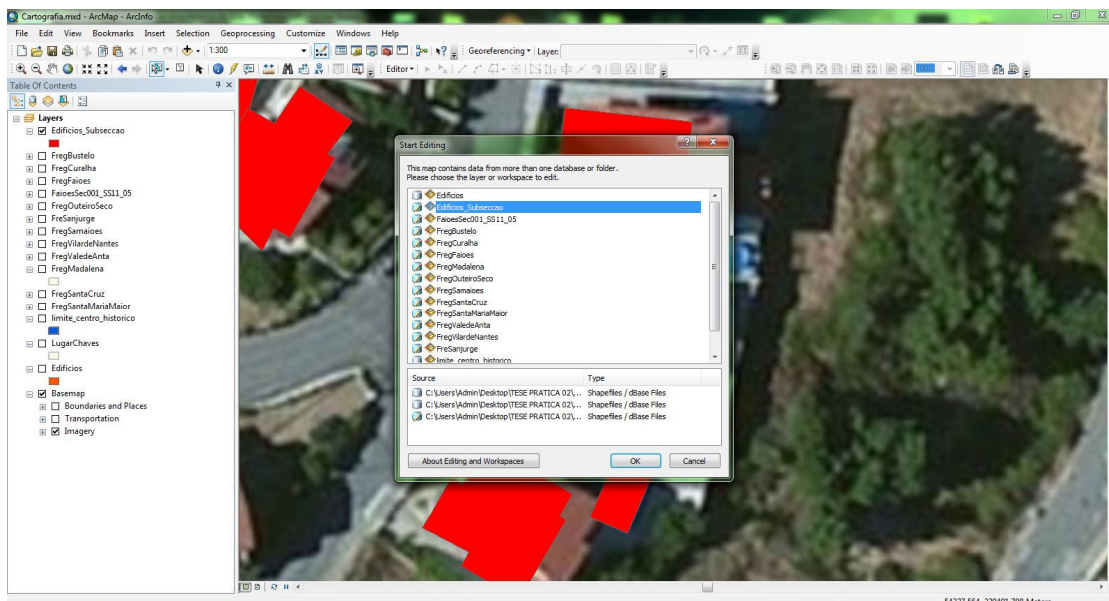 Cartografia.mxd - ArcMap - ArcInfo
File Edit View Bookmarks Insert Selection Geoprocessing Customize Windows Help
1:300
Georeferencing
Layer:
Editor
Table Of Contents
Layers
Edificios_Subseccao
FregBustelo
FregCuralha
FregFaioes
FaioesSec001_SS11_05
FregOuteiroSeco
FreSanjurge
FregSamaioes
FregVilardeNantes
FregValedeAnta
FregMadalena
FregSantaCruz
FregSantaMariaMaior
limite_centro_historico
LugarChaves
Edificios
Basemap
Boundaries and Places
Transportation
Imagery
Start Editing
This map contains data from more than one database or folder.
Please choose the layer or workspace to edit.
Edificios
Edificios_Subseccao
FaioesSec001_SS11_05
FregBustelo
FregCuralha
FregFaioes
FregMadalena
FregOuteiroSeco
FregSamaioes
FregSantaCruz
FregSantaMariaMaior
FregValedeAnta
FregVilardeNantes
FreSanjurge
limite_centro_historico
Source Type
C:\Users\Admin\Desktop\TESE PRATICA 02\,... Shapefiles / dBase Files
C:\Users\Admin\Desktop\TESE PRATICA 02\,... Shapefiles / dBase Files
C:\Users\Admin\Desktop\TESE PRATICA 02\,... Shapefiles / dBase Files
About Editing and Workspaces OK Cancel